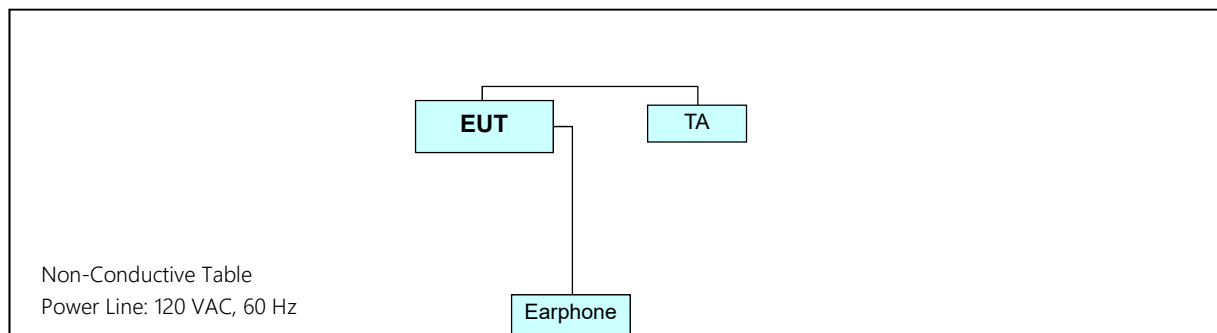 EUT
TA
Non-Conductive Table
Power Line: 120 VAC, 60 Hz
Earphone